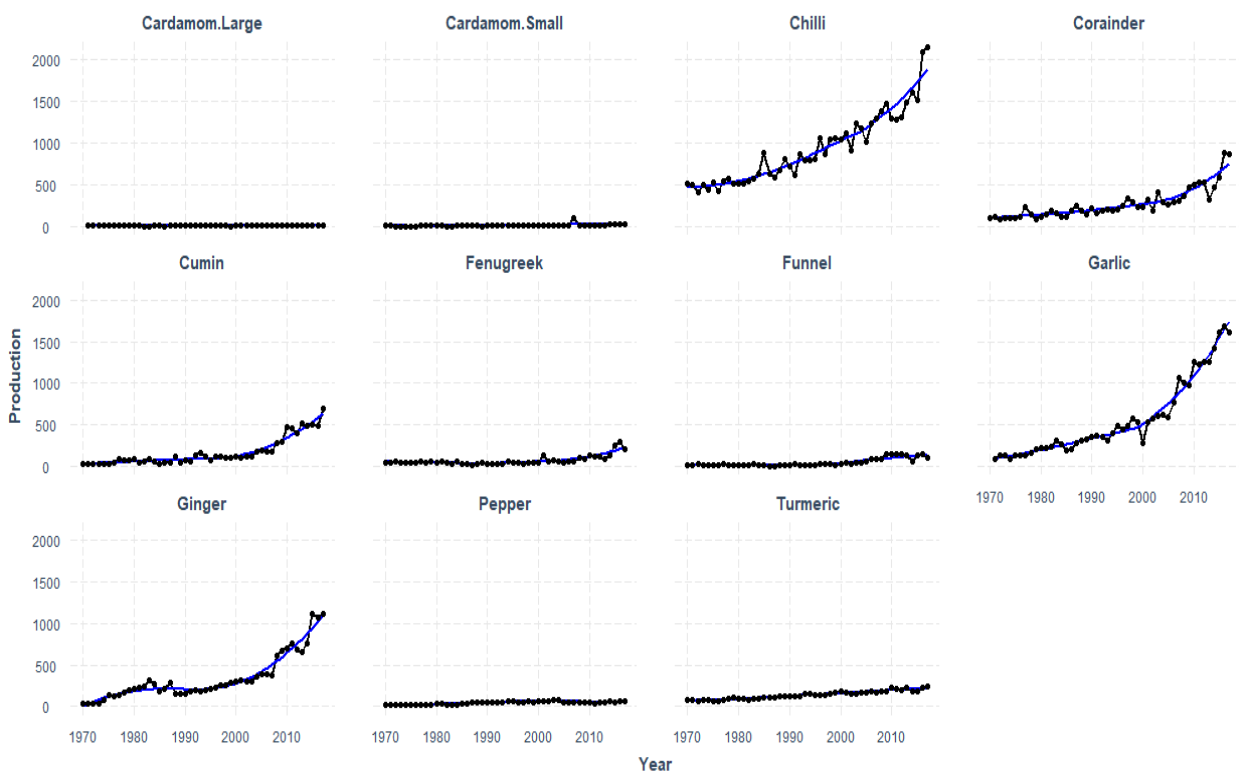 Cardamom.Large Cardamom.Small Chilli Corainder
2000
1500
1000
500
0
Cumin Fenugreek Funnel Garlic
2000
1500
1000
500
0
1970 1980 1990 2000 2010
Ginger Pepper Turmeric
2000
1500
1000
500
0
1970 1980 1990 2000 2010 1970 1980 1990 2000 2010 1970 1980 1990 2000 2010
Production
Year